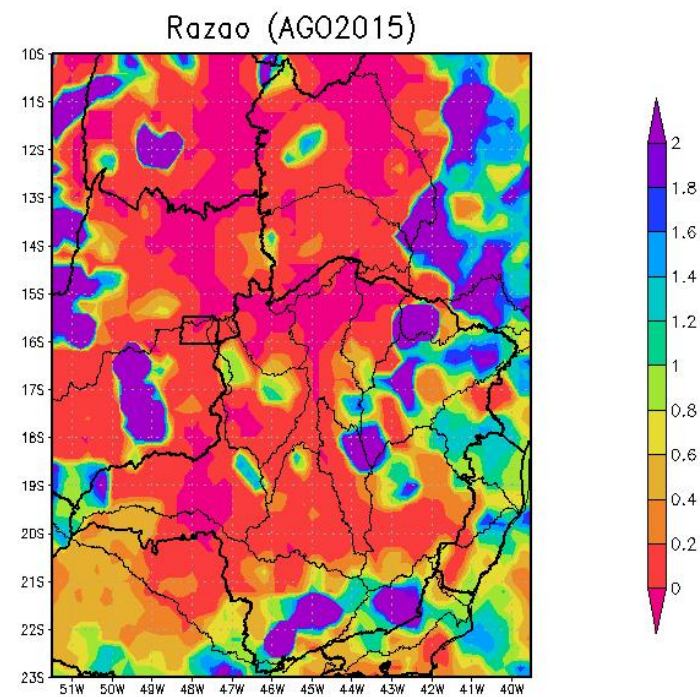 Razao (AGO2015)
10S
11S
12S
13S
14S
15S
16S
17S
18S
19S
20S
21S
22S
23S
51W 50W 49W 48W 47W 46W 45W 44W 43W 42W 41W 40W
2
1.8
1.6
1.4
1.2
1
0.8
0.6
0.4
0.2
0